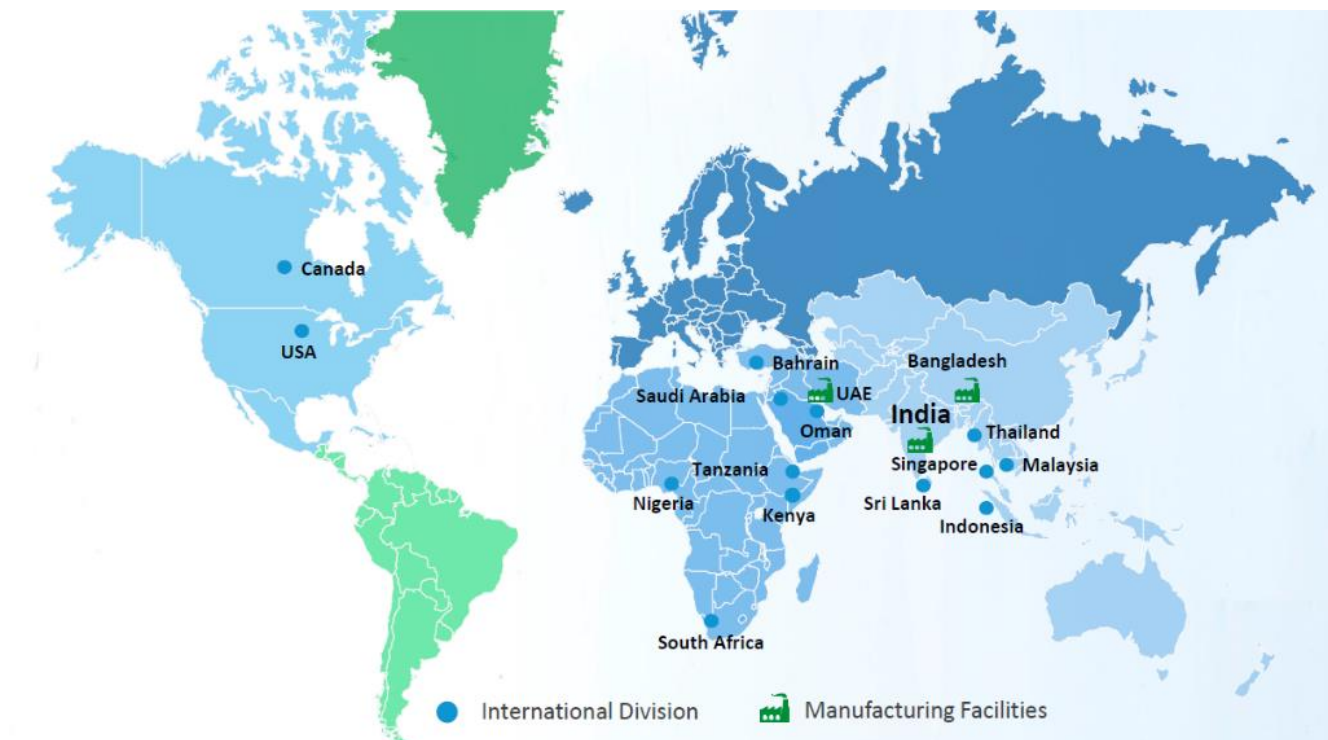 Canada
USA
Bahrain
Bangladesh
Saudi Arabia
UAE
India
Oman
Thailand
Tanzania
Singapore
Malaysia
Nigeria
Sri Lanka
Kenya
Indonesia
South Africa
International Division
Manufacturing Facilities